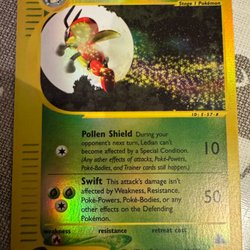 Stage 1 Pokémon
Pollen Shield During your
opponent's next turn, Ledian can't
become affected by a Special Condition.
(Any other effects of attacks, Poké-Powers,
Poké-Bodies, and Trainer cards still happen.)
10
Swift This attack's damage isn't
affected by Weakness, Resistance,
Poké-Powers, Poké-Bodies, or any
other effects on the Defending
Pokémon.
50
weakness resistance retreat cost